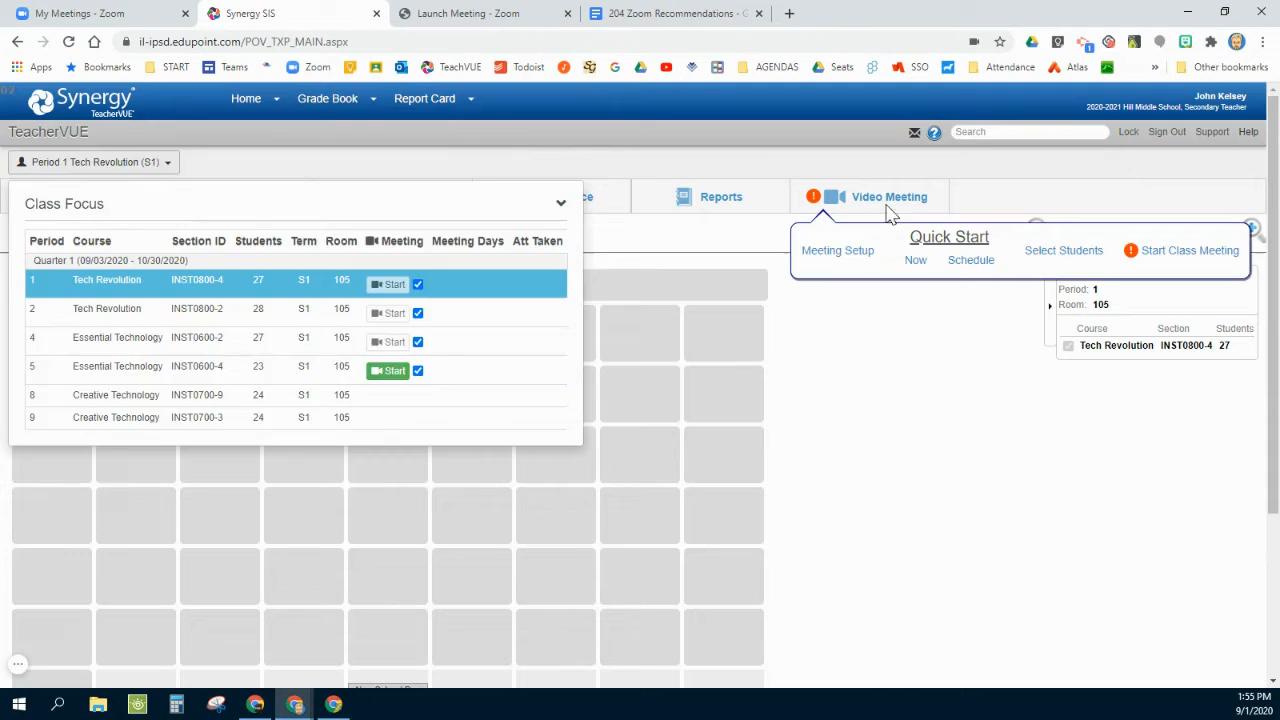 My Meetings - Zoom
Synergy SIS
Launch Meeting - Zoom
204 Zoom Recommendations - G
il-ipsd.edupoint.com/POV_TXP_MAIN.aspx
1
Apps
Bookmarks
START
Teams
Zoom
TeachVUE
Todoist
AGENDAS
Seats
SSO
Attendance
Atlas
»
Other bookmarks
Synergy
TeacherVUE
Home
Grade Book
Report Card
John Kelsey
2020-2021 Hill Middle School, Secondary Teacher
TeacherVUE
Search
Lock
Sign Out
Support
Help
Period 1 Tech Revolution (S1)
ce
Reports
Video Meeting
Class Focus
Meeting Setup
Quick Start
Now
Schedule
Select Students
Start Class Meeting
Period Course Section ID Students Term Room Meeting Meeting Days Att Taken
Quarter 1 (09/03/2020 - 10/30/2020)
1 Tech Revolution INST0800-4 27 S1 105 Start
2 Tech Revolution INST0800-2 28 S1 105 Start
4 Essential Technology INST0600-2 27 S1 105 Start
5 Essential Technology INST0600-4 23 S1 105 Start
8 Creative Technology INST0700-9 24 S1 105
9 Creative Technology INST0700-3 24 S1 105
Period: 1
Room: 105
Course Section Students
Tech Revolution INST0800-4 27
1:55 PM
9/1/2020